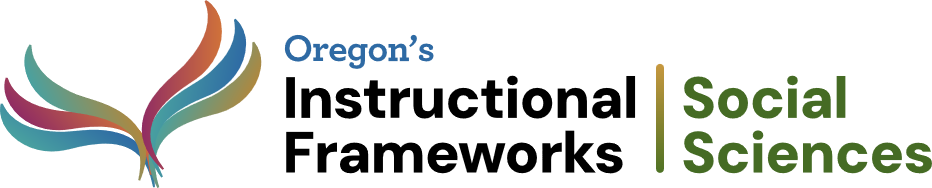 Oregon’s
Instructional
Frameworks
Social
Sciences